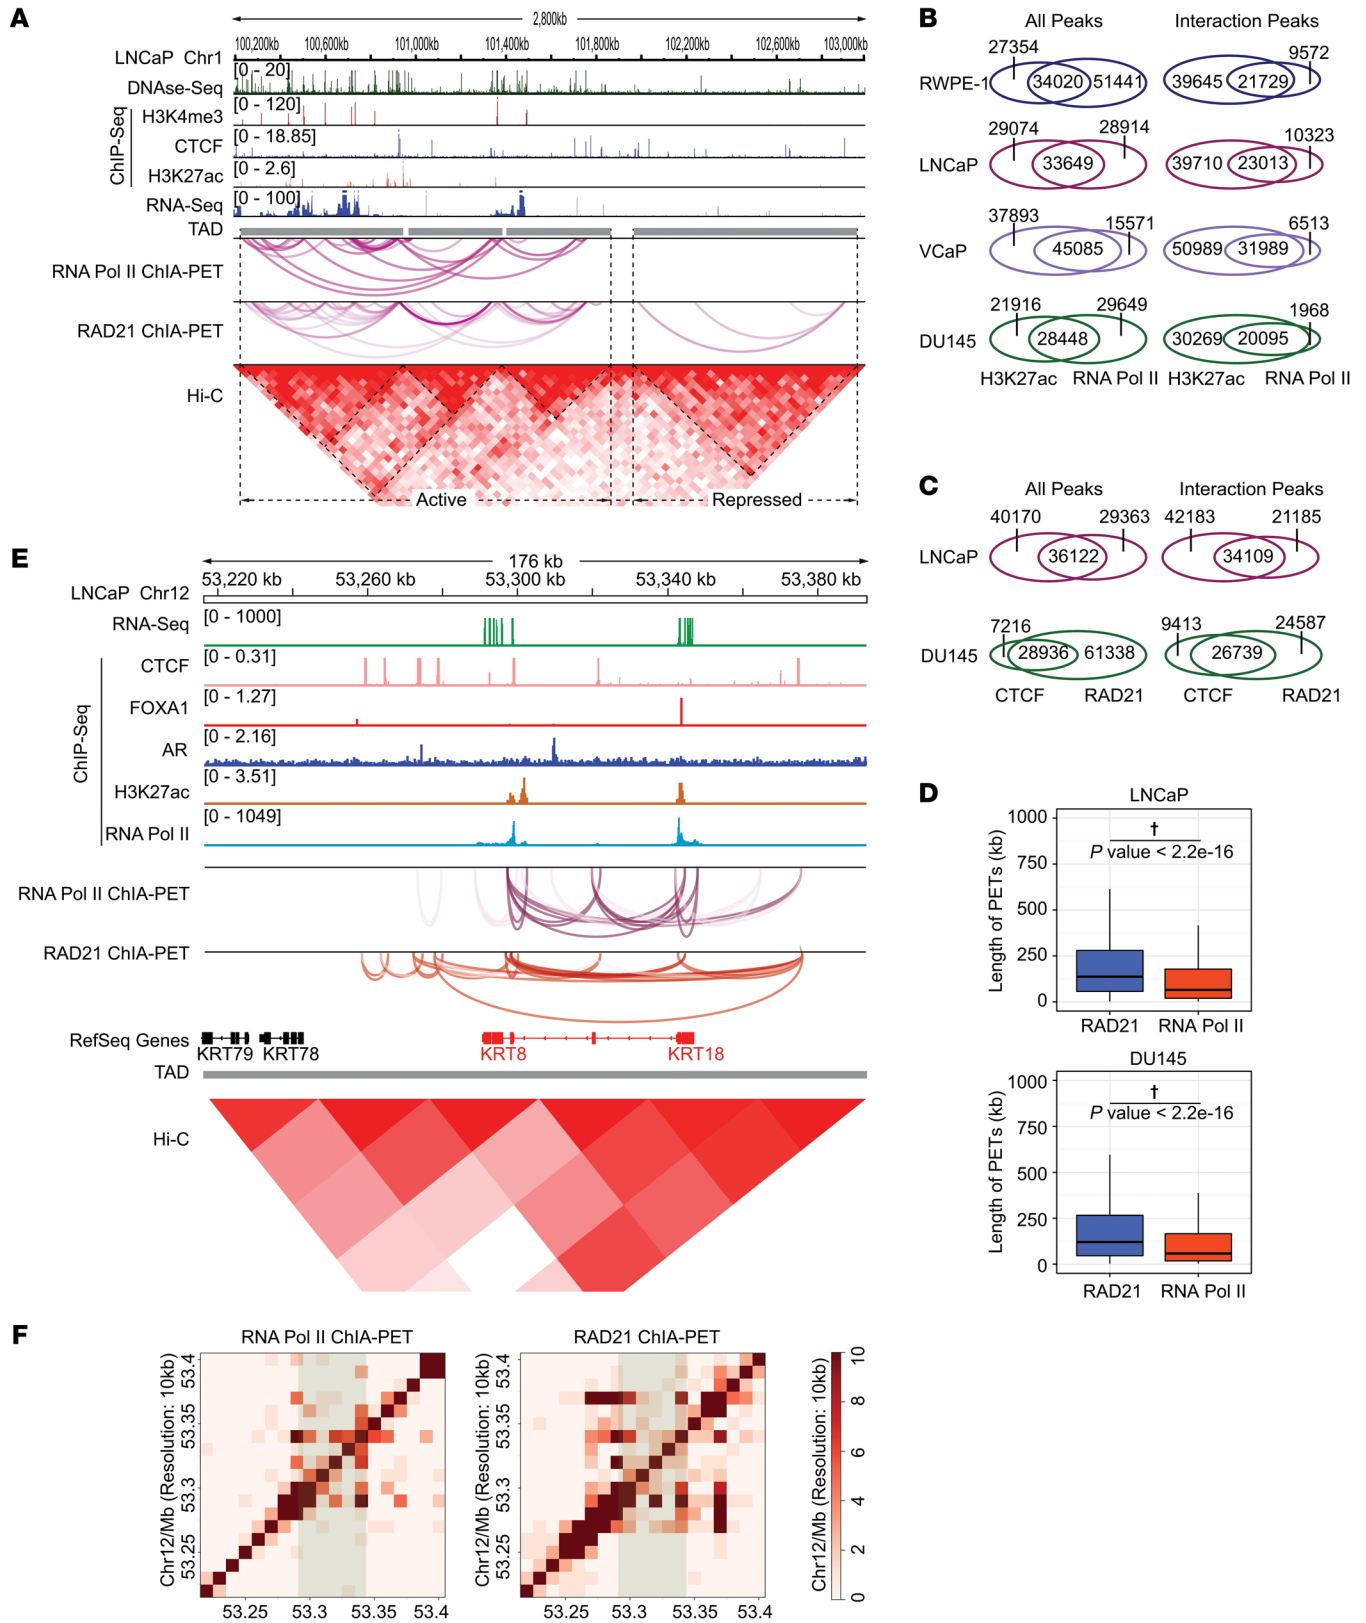 A
2,800kb
100,200kb 100,600kb 101,000kb 101,400kb 101,800kb 102,200kb 102,600kb 103,000kb
LNCaP Chr1
DNAse-Seq [0 - 20]
ChIP-Seq
H3K4me3 [0 - 120]
CTCF [0 - 18.85]
H3K27ac [0 - 2.6]
RNA-Seq [0 - 100]
TAD
RNA Pol II ChIA-PET
RAD21 ChIA-PET
Hi-C
Active Repressed
B
All Peaks Interaction Peaks
RWPE-1 27354 34020 51441 39645 21729 9572
LNCaP 29074 33649 28914 39710 23013 10323
VCaP 37893 45085 15571 50989 31989 6513
DU145 21916 28448 29649 30269 20095 1968
H3K27ac RNA Pol II H3K27ac RNA Pol II
C
All Peaks Interaction Peaks
LNCaP 40170 36122 29363 42183 34109 21185
DU145 7216 28936 61338 9413 26739 24587
CTCF RAD21 CTCF RAD21
D
LNCaP
†
P value < 2.2e-16
Length of PETs (kb)
1000
750
500
250
0
RAD21 RNA Pol II
DU145
†
P value < 2.2e-16
Length of PETs (kb)
1000
750
500
250
0
RAD21 RNA Pol II
E
176 kb
53,220 kb 53,260 kb 53,300 kb 53,340 kb 53,380 kb
LNCaP Chr12
RNA-Seq [0 - 1000]
ChIP-Seq
CTCF [0 - 0.31]
FOXA1 [0 - 1.27]
AR [0 - 2.16]
H3K27ac [0 - 3.51]
RNA Pol II [0 - 1049]
RNA Pol II ChIA-PET
RAD21 ChIA-PET
RefSeq Genes
KRT79 KRT78 KRT8 KRT18
TAD
Hi-C
F
RNA Pol II ChIA-PET
Chr12/Mb (Resolution: 10kb)
53.4
53.35
53.3
53.25
53.25 53.3 53.35 53.4
RAD21 ChIA-PET
Chr12/Mb (Resolution: 10kb)
53.4
53.35
53.3
53.25
53.25 53.3 53.35 53.4
Chr12/Mb (Resolution: 10kb)
10
8
6
4
2
0